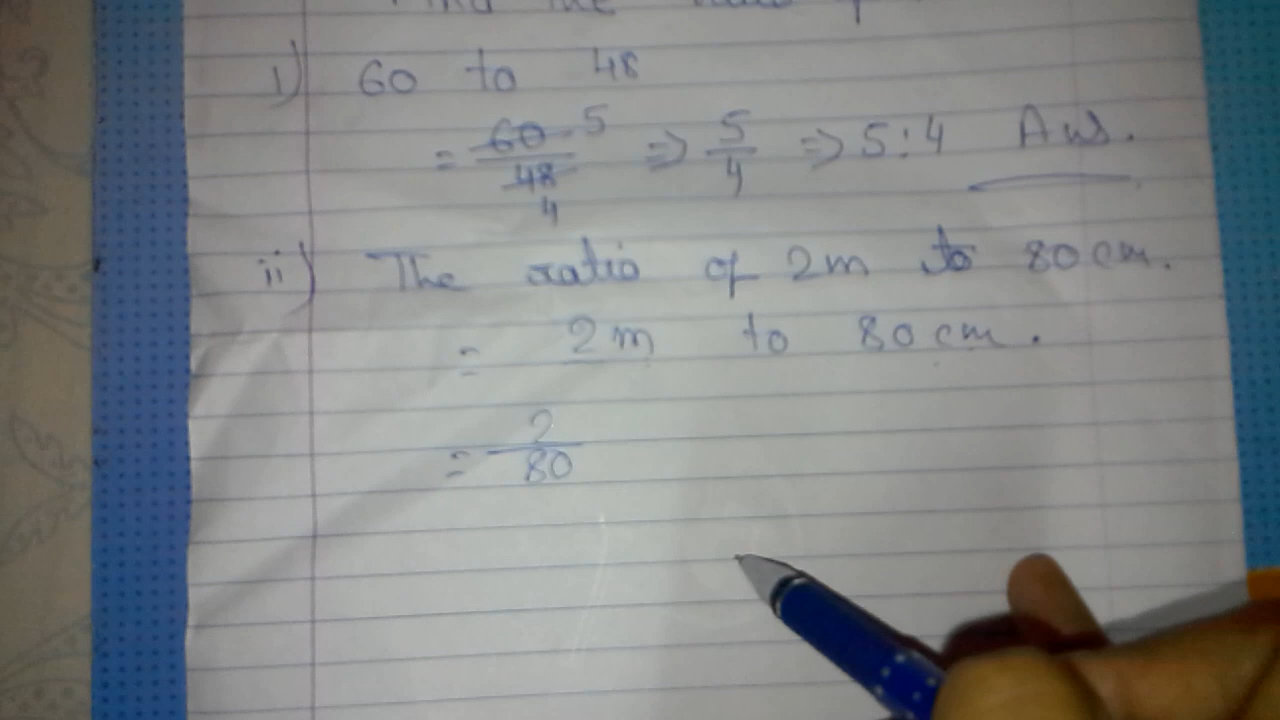 i) 60 to 48
= 60/48 5/4 => 5/4 => 5:4 Ans.
ii) The ratio of 2m to 80cm.
= 2m to 80cm.
= 2/80